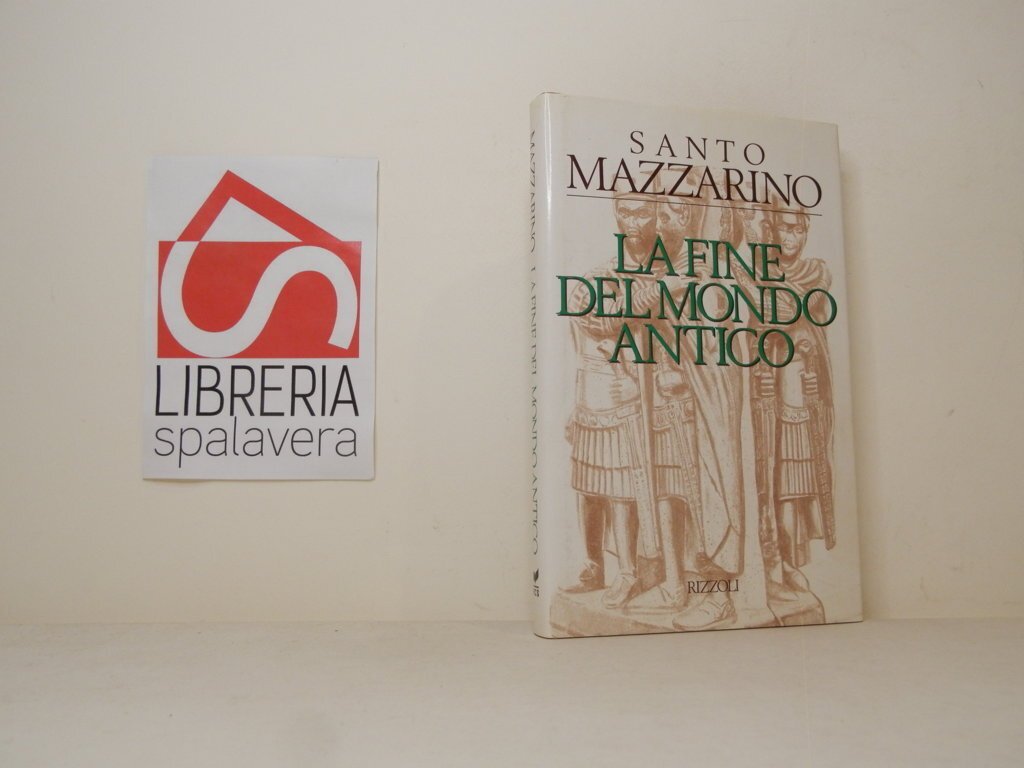 LIBRERIA
spalavera
MAZZARINO LA FINE DEL MONDO ANTICO
SANTO
MAZZARINO
LA FINE
DEL MONDO
ANTICO
RIZZOLI